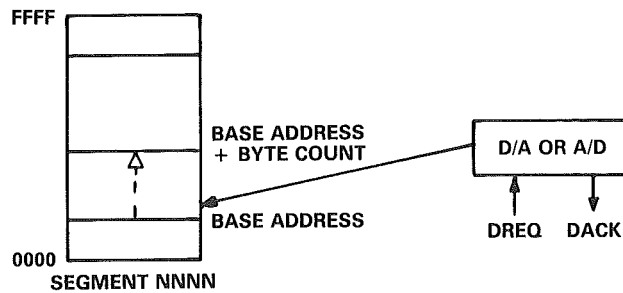 FFFF
BASE ADDRESS
+ BYTE COUNT
BASE ADDRESS
0000
SEGMENT NNNN
D/A OR A/D
DREQ DACK